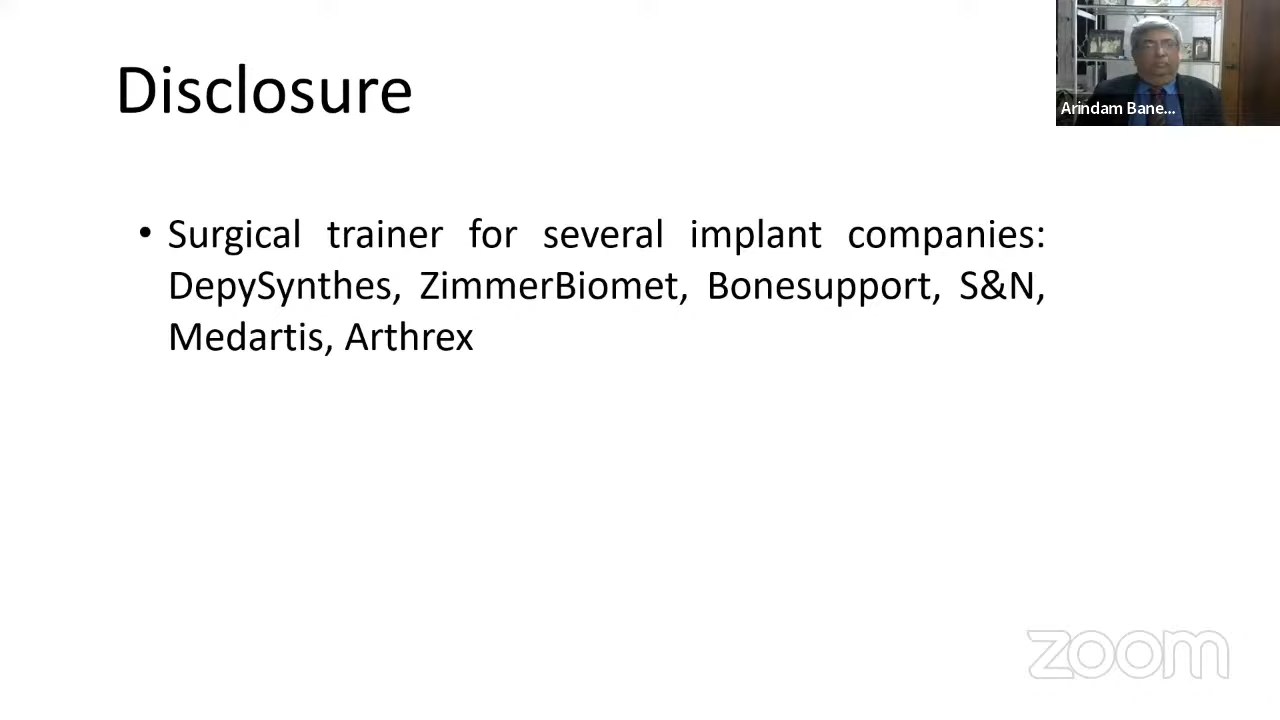 Disclosure
Arindam Bane...
• Surgical trainer for several implant companies:
DepySynthes, ZimmerBiomet, Bonesupport, S&N,
Medartis, Arthrex
zoom